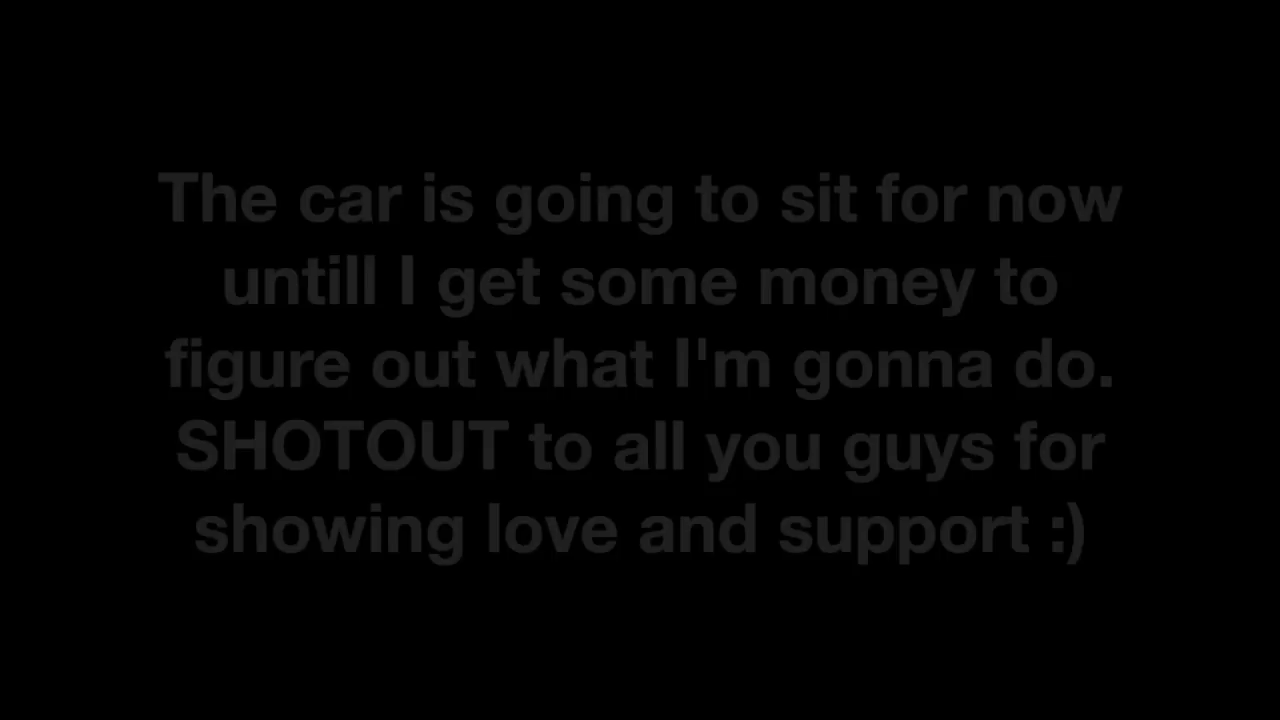 The car is going to sit for now
untill I get some money to
figure out what I'm gonna do.
SHOTOUT to all you guys for
showing love and support :)